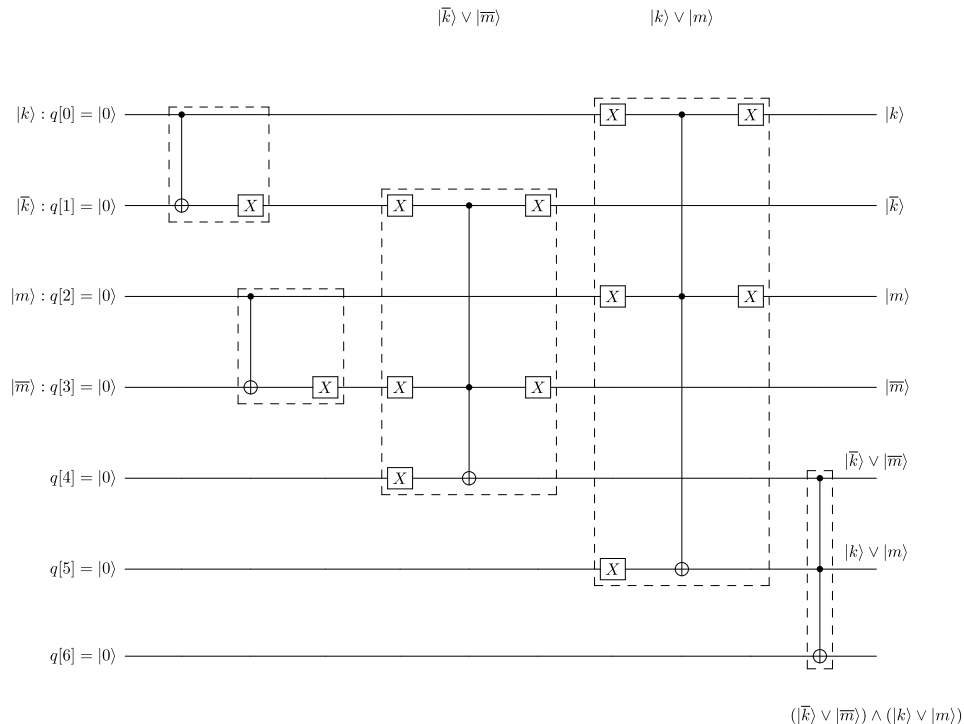 |k̅⟩ ∨ |m̅⟩ |k⟩ ∨ |m⟩
|k⟩ : q[0] = |0⟩ X X |k⟩
|k̅⟩ : q[1] = |0⟩ X X X |k̅⟩
|m⟩ : q[2] = |0⟩ X X |m⟩
|m̅⟩ : q[3] = |0⟩ X X X |m̅⟩
|k̅⟩ ∨ |m̅⟩
q[4] = |0⟩ X
|k⟩ ∨ |m⟩
q[5] = |0⟩ X
q[6] = |0⟩
(|k̅⟩ ∨ |m̅⟩) ∧ (|k⟩ ∨ |m⟩)